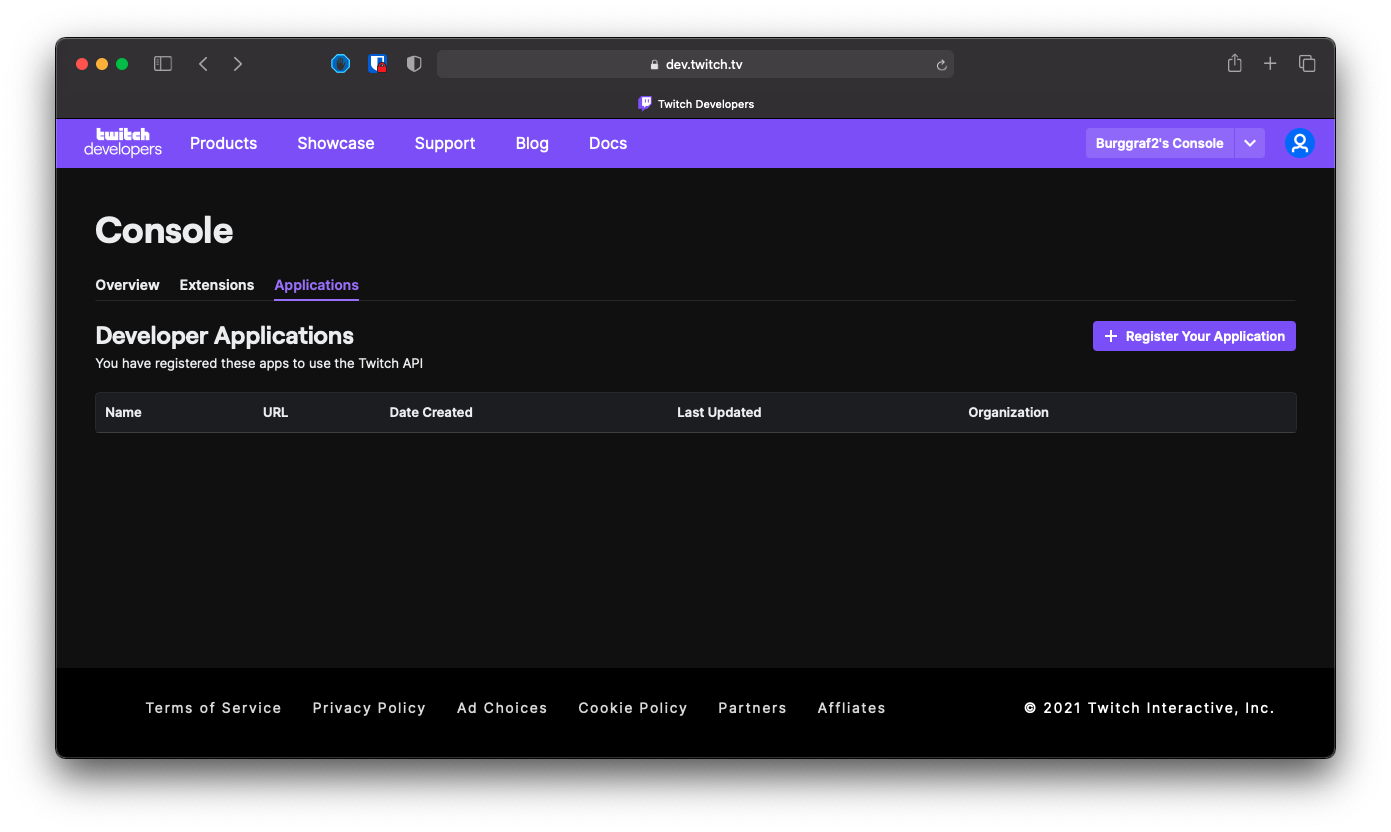 dev.twitch.tv
Twitch Developers
twitch
developers
Products Showcase Support Blog Docs
Burggraf2's Console
Console
Overview Extensions Applications
Developer Applications
+ Register Your Application
You have registered these apps to use the Twitch API
Name URL Date Created Last Updated Organization
Terms of Service Privacy Policy Ad Choices Cookie Policy Partners Affliates © 2021 Twitch Interactive, Inc.